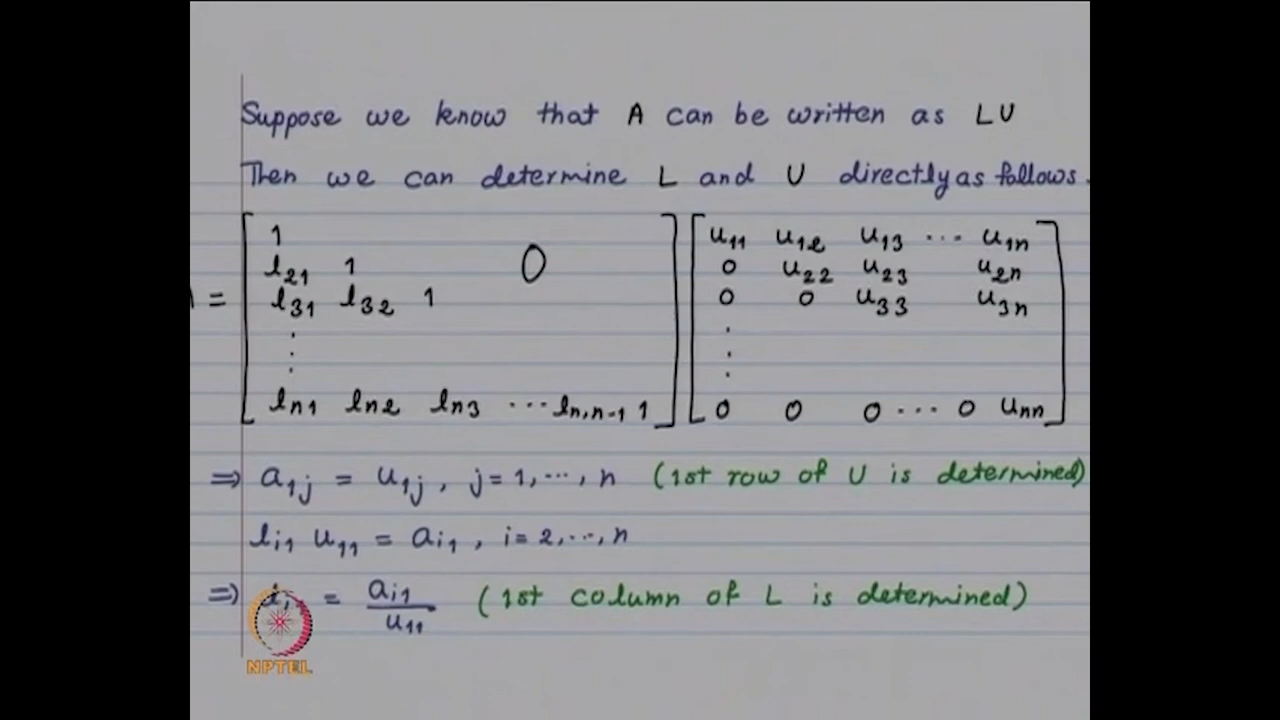 Suppose we know that A can be written as LU
Then we can determine L and U directly as follows.
1
l21 1 0
l31 l32 1
⋮
ln1 ln2 ln3 ⋯ ln,n-1 1
u11 u12 u13 ⋯ u1n
0 u22 u23 u2n
0 0 u33 u3n
⋮
0 0 0 ⋯ 0 unn
=
⇒ a1j = u1j, j = 1, ⋯, n (1st row of U is determined)
li1 u11 = ai1, i = 2, ⋯, n
⇒ = ai1 / u11 (1st column of L is determined)
NPTEL